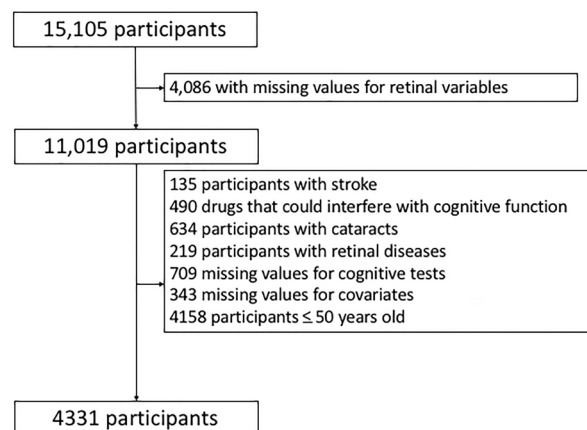 15,105 participants
4,086 with missing values for retinal variables
11,019 participants
135 participants with stroke
490 drugs that could interfere with cognitive function
634 participants with cataracts
219 participants with retinal diseases
709 missing values for cognitive tests
343 missing values for covariates
4158 participants ≤ 50 years old
4331 participants